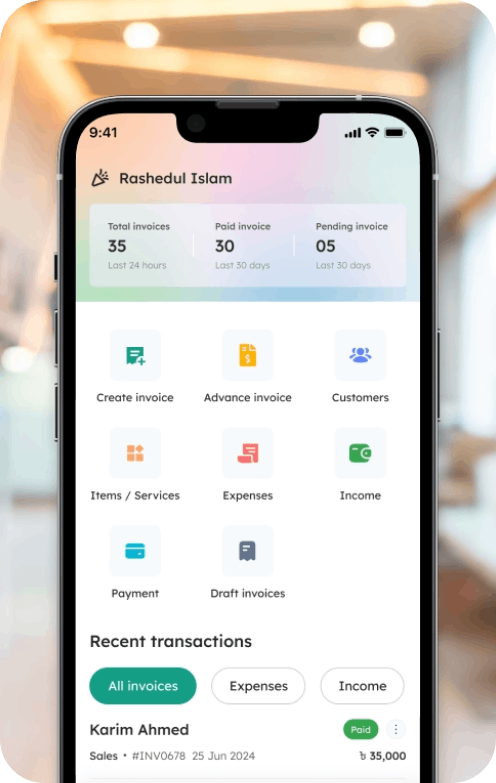 9:41
Rashedul Islam
Total invoices Paid invoice Pending invoice
35 30 05
Last 24 hours Last 30 days Last 30 days
Create invoice Advance invoice Customers
Items / Services Expenses Income
Payment Draft invoices
Recent transactions
All invoices Expenses Income
Karim Ahmed Paid
Sales • #INV0678 25 Jun 2024 ৳ 35,000